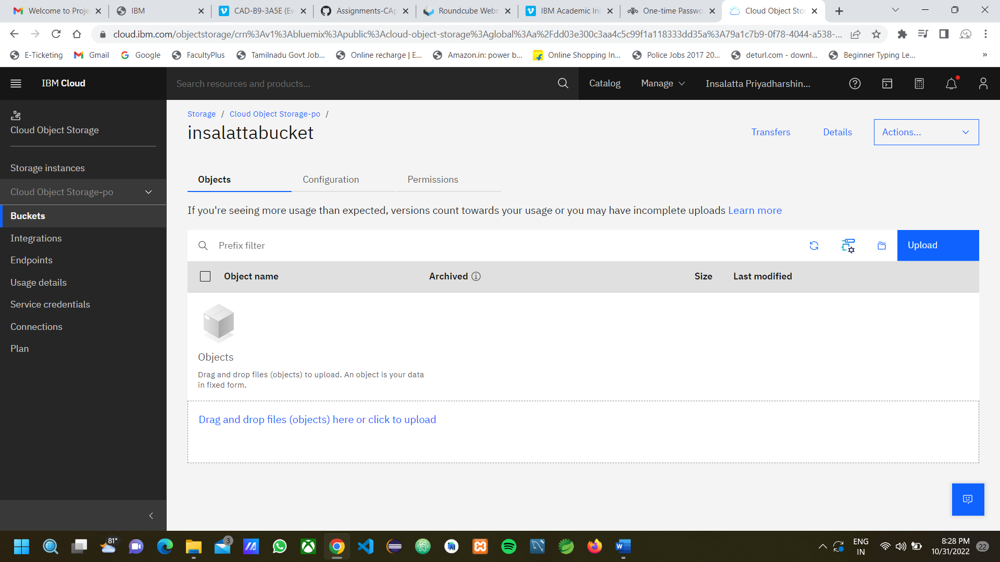 Welcome to Proje
IBM
CAD-B9-3A5E (Ev
Assignments-CAp
Roundcube Webm
IBM Academic Ini
One-time Passwo
Cloud Object Sto
cloud.ibm.com/objectstorage/crn%3Av1%3Abluemix%3Apublic%3Acloud-object-storage%3Aglobal%3Aa%2Fdd03e300c3aa4c5c99f1a118333dd35a%3A79a1c7b9-0f78-4044-a538-...
E-Ticketing
Gmail
Google
FacultyPlus
Tamilnadu Govt Job...
Online recharge | E...
Amazon.in: power b...
Online Shopping In...
Police Jobs 2017 20...
deturl.com - downl...
Beginner Typing Le...
»
IBM Cloud
Search resources and products...
Catalog
Manage
Insalatta Priyadharshin...
Cloud Object Storage
Storage instances
Cloud Object Storage-po
Buckets
Integrations
Endpoints
Usage details
Service credentials
Connections
Plan
Storage / Cloud Object Storage-po /
insalattabucket
Transfers
Details
Actions...
Objects
Configuration
Permissions
If you're seeing more usage than expected, versions count towards your usage or you may have incomplete uploads Learn more
Prefix filter
Upload
Object name
Archived
Size
Last modified
Objects
Drag and drop files (objects) to upload. An object is your data
in fixed form.
Drag and drop files (objects) here or click to upload
81°
3
ENG
IN
8:28 PM
10/31/2022
22